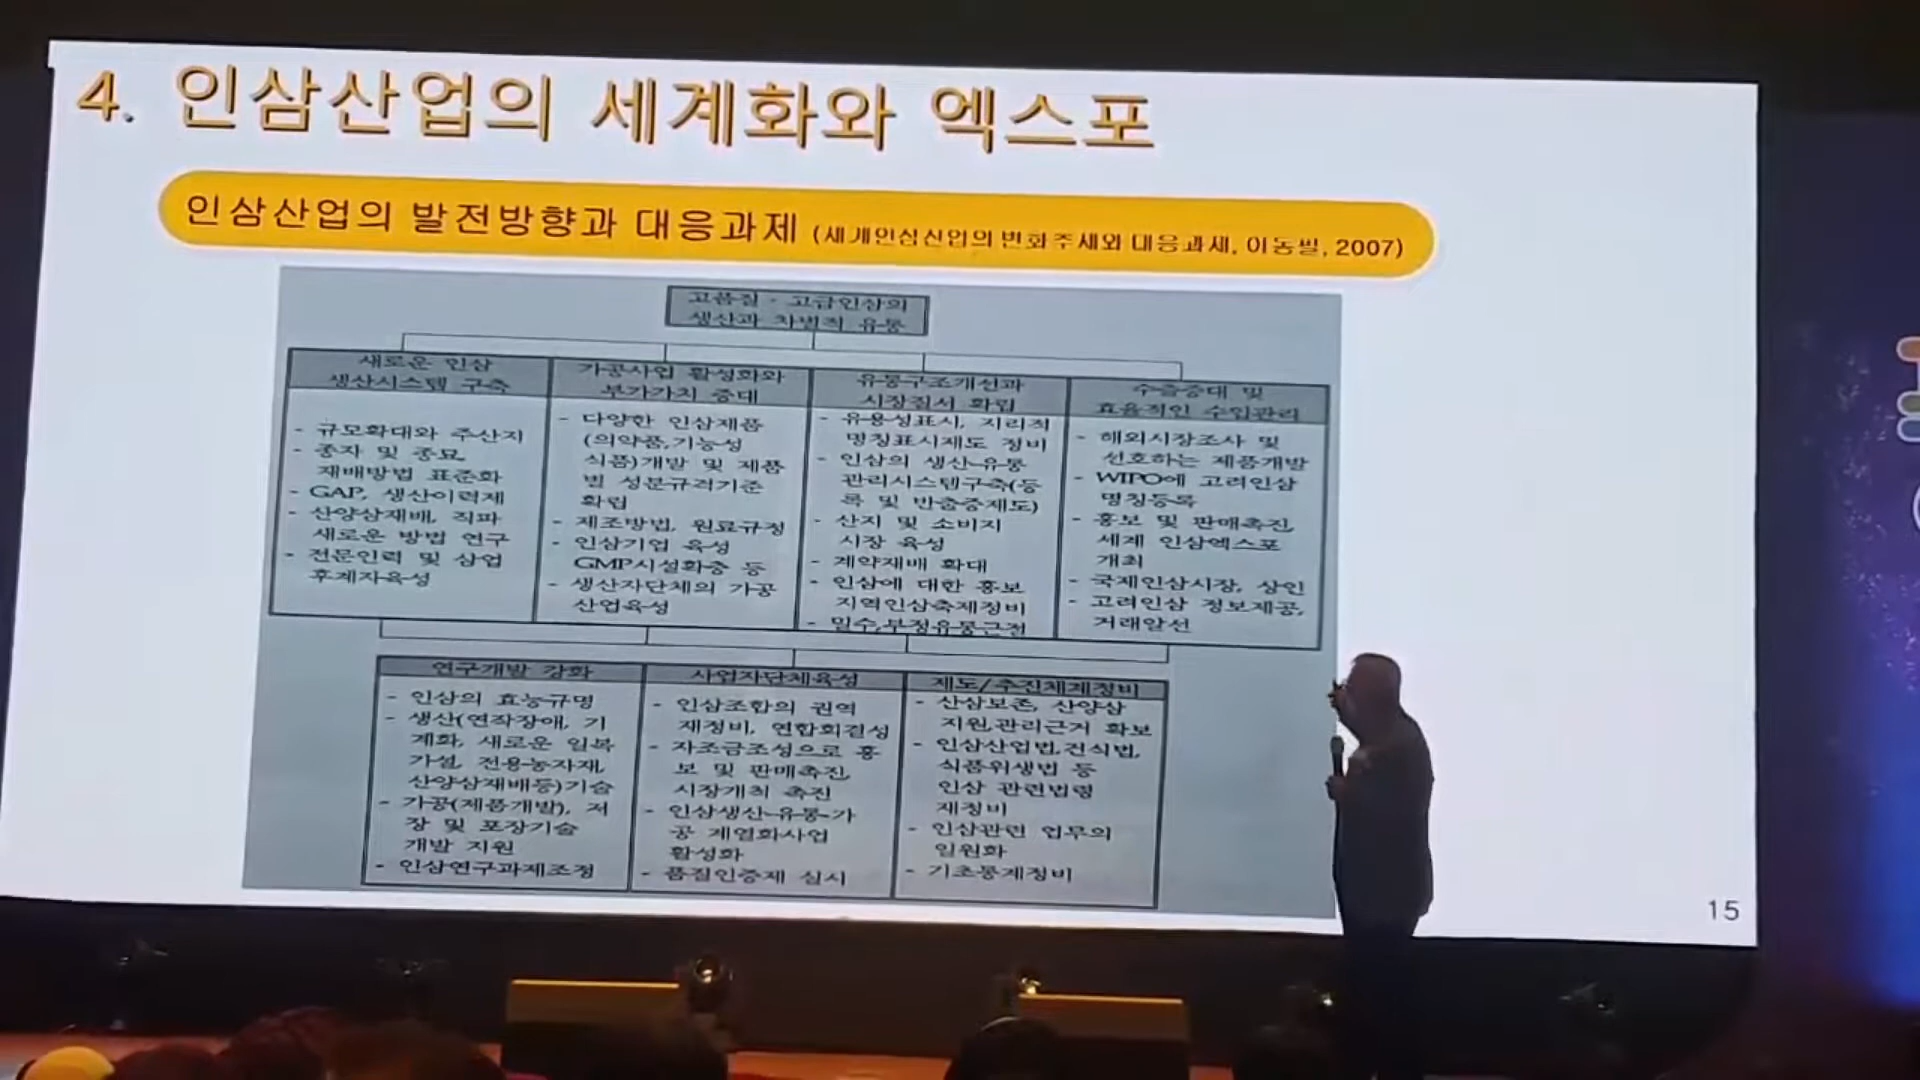 4. 인삼산업의 세계화와 엑스포
인삼산업의 발전방향과 대응과제 (세계인삼산업의 변화추세와 대응과제, 이동필, 2007)
고품질·고급인삼의
생산과 차별적 유통
새로운 인삼
생산시스템 구축
- 규모확대와 주산지
- 종자 및 종묘,
재배방법 표준화
- GAP, 생산이력제
- 산양삼재배, 직파
새로운 방법 연구
- 전문인력 및 삼업
후계자육성
가공사업 활성화와
부가가치 증대
- 다양한 인삼제품
(의약품,기능성
식품)개발 및 제품
별 성분규격기준
확립
- 제조방법, 원료규정
- 인삼기업 육성
GMP시설확충 등
- 생산자단체의 가공
산업육성
유통구조개선과
시장질서 확립
- 유용성표시, 지리적
명칭표시제도 정비
- 인삼의 생산-유통
관리시스템구축(등
록 및 반출증제도)
- 산지 및 소비지
시장 육성
- 계약재배 확대
- 인삼에 대한 홍보
지역인삼축제정비
- 밀수,부정유통근절
수출증대 및
효율적인 수입관리
- 해외시장조사 및
선호하는 제품개발
- WIPO에 고려인삼
명칭등록
- 홍보 및 판매촉진,
세계 인삼엑스포
개최
- 국제인삼시장, 상인
- 고려인삼 정보제공,
거래알선
연구개발 강화
- 인삼의 효능규명
- 생산(연작장애, 기
계화, 새로운 일복
가설, 전용농자재,
산양삼재배등)기술
- 가공(제품개발), 저
장 및 포장기술
개발 지원
- 인삼연구과제조정
사업자단체육성
- 인삼조합의 권역
재정비, 연합회결성
- 자조금조성으로 홍
보 및 판매촉진,
시장개척 촉진
- 인삼생산-유통-가
공 계열화사업
활성화
- 품질인증제 실시
제도/추진체계정비
- 산삼보존, 산양삼
지원,관리근거 확보
- 인삼산업법,건식법,
식품위생법 등
인삼 관련법령
재정비
- 인삼관련 업무의
일원화
- 기초통계정비
15